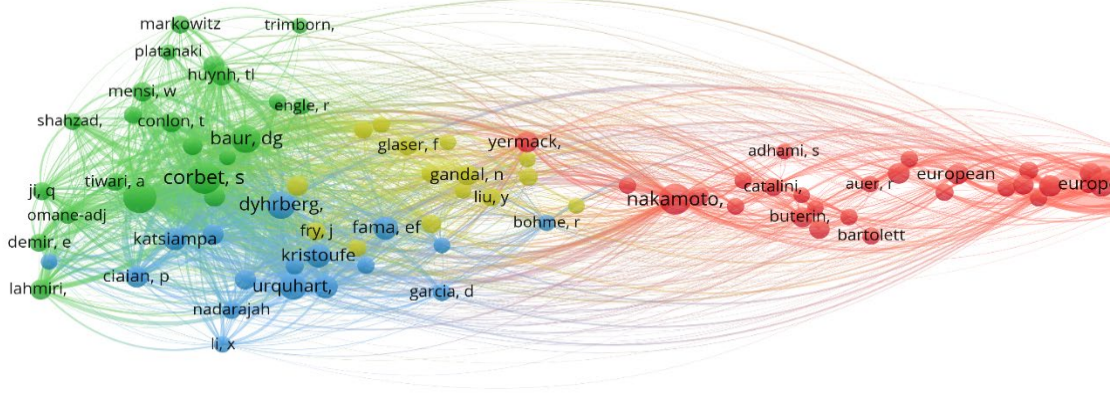 markowitz
trimborn,
platanaki
huynh, tl
mensi, w
engle, r
shahzad,
conlon, t
baur, dg
glaser, f
yermack,
adhami, s
corbet, s
gandal, n
tiwari, a
ji, q
liu, y
catalini,
auer, r
european
europe
nakamoto,
dyhrberg,
omane-adj
buterin,
bohme, r
fama, ef
fry, j
demir, e
katsiampa
bartolett
kristoufe
claian, p
urquhart,
garcia, d
lahmiri,
nadarajah
li, x